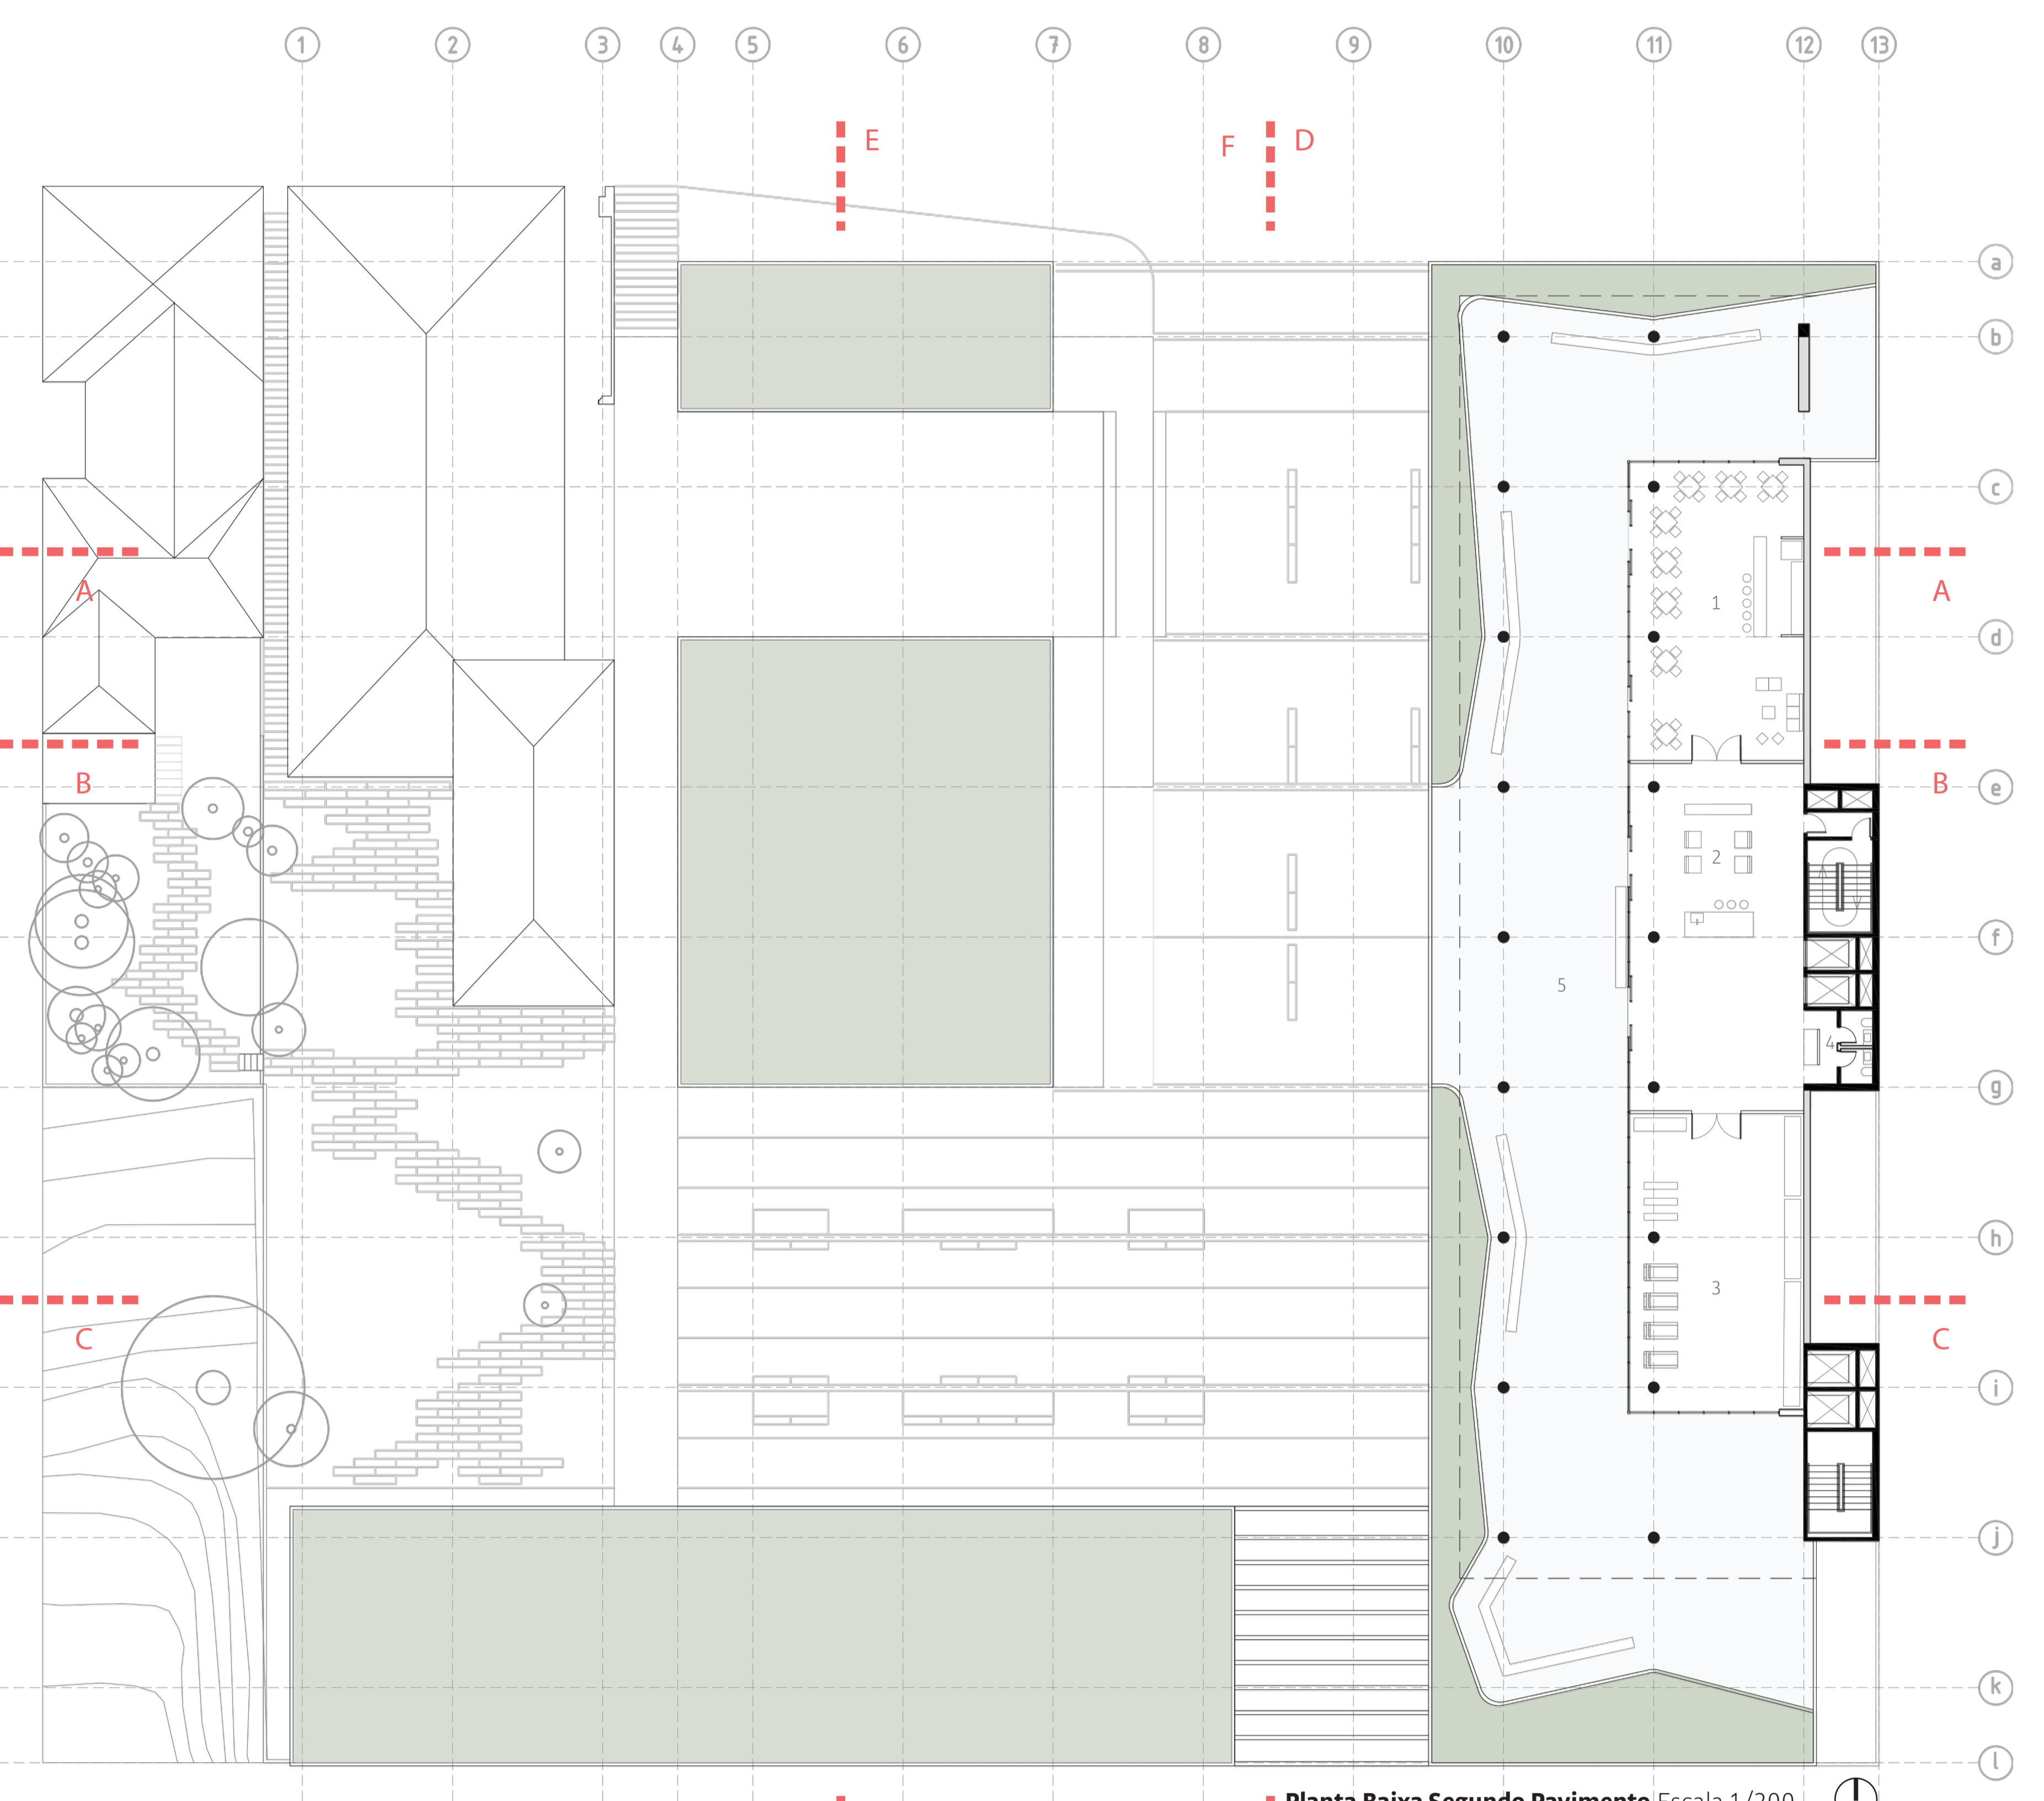 1 2 3 4 5 6 7 8 9 10 11 12 13
E F D
a
b
c
A 1 A
d
B B
e
2
f
5
4
g
h
3
C C
i
j
k
l
Planta Baixa Segundo Pavimento Escala 1/200